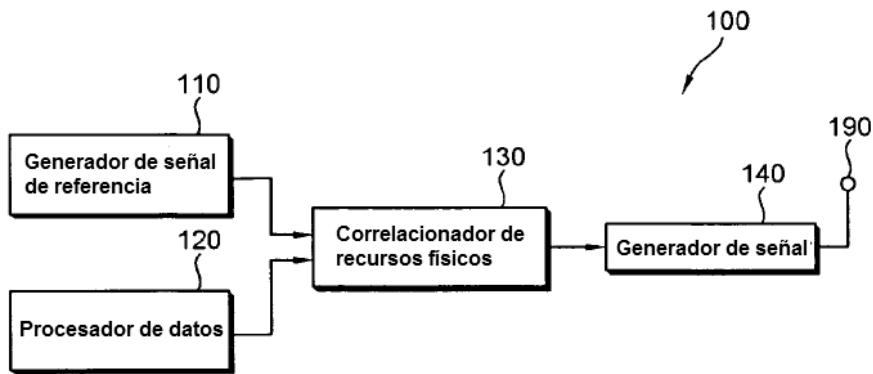 100
110
190
Generador de señal
de referencia
130
140
Correlacionador de
recursos físicos
Generador de señal
120
Procesador de datos